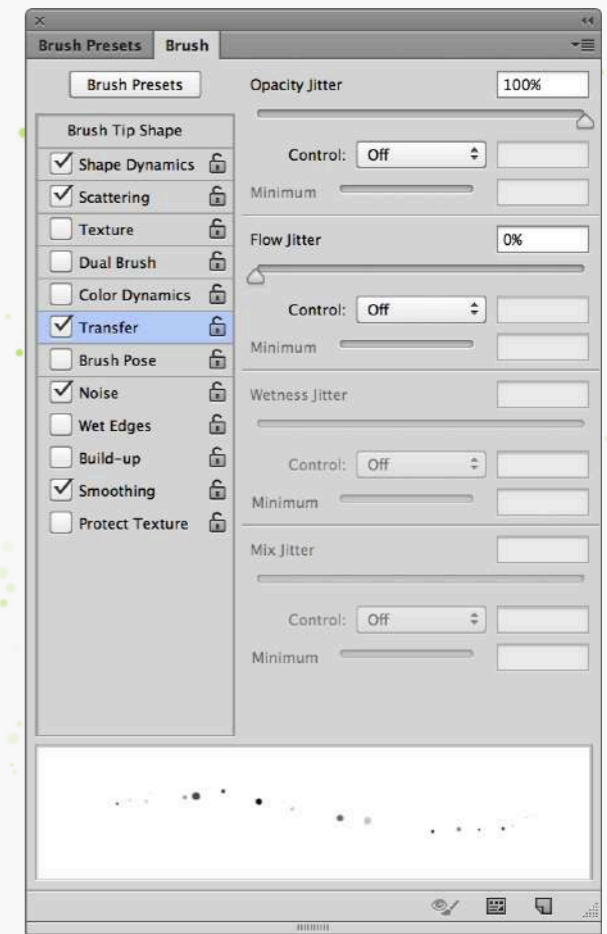 Brush Presets Brush
Brush Presets
Brush Tip Shape
Shape Dynamics
Scattering
Texture
Dual Brush
Color Dynamics
Transfer
Brush Pose
Noise
Wet Edges
Build-up
Smoothing
Protect Texture
Opacity Jitter 100%
Control: Off
Minimum
Flow Jitter 0%
Control: Off
Minimum
Wetness Jitter
Control: Off
Minimum
Mix Jitter
Control: Off
Minimum